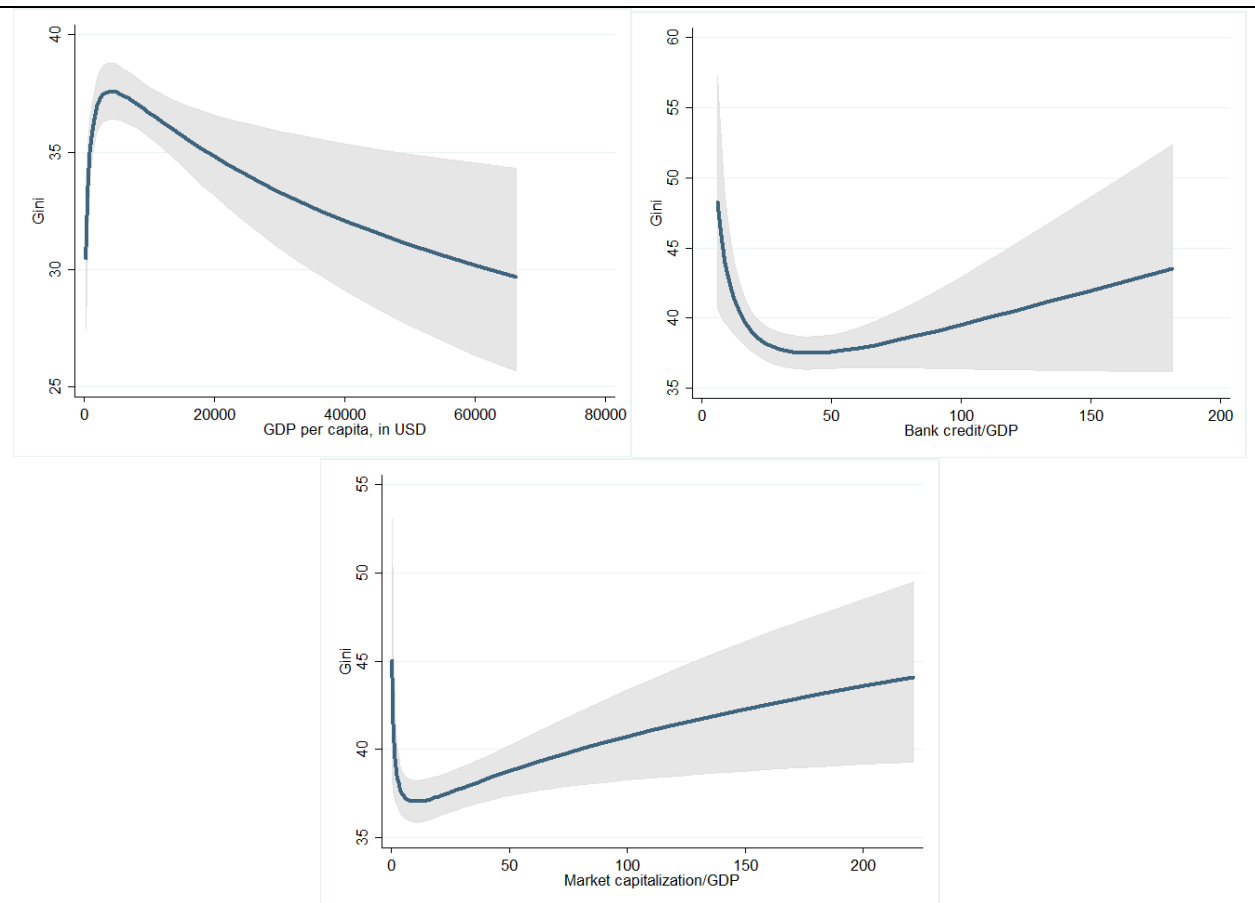 40
35
30
25
Gini
0 20000 40000 60000 80000
GDP per capita, in USD
60
55
50
45
40
35
Gini
0 50 100 150 200
Bank credit/GDP
55
50
45
40
35
Gini
0 50 100 150 200
Market capitalization/GDP